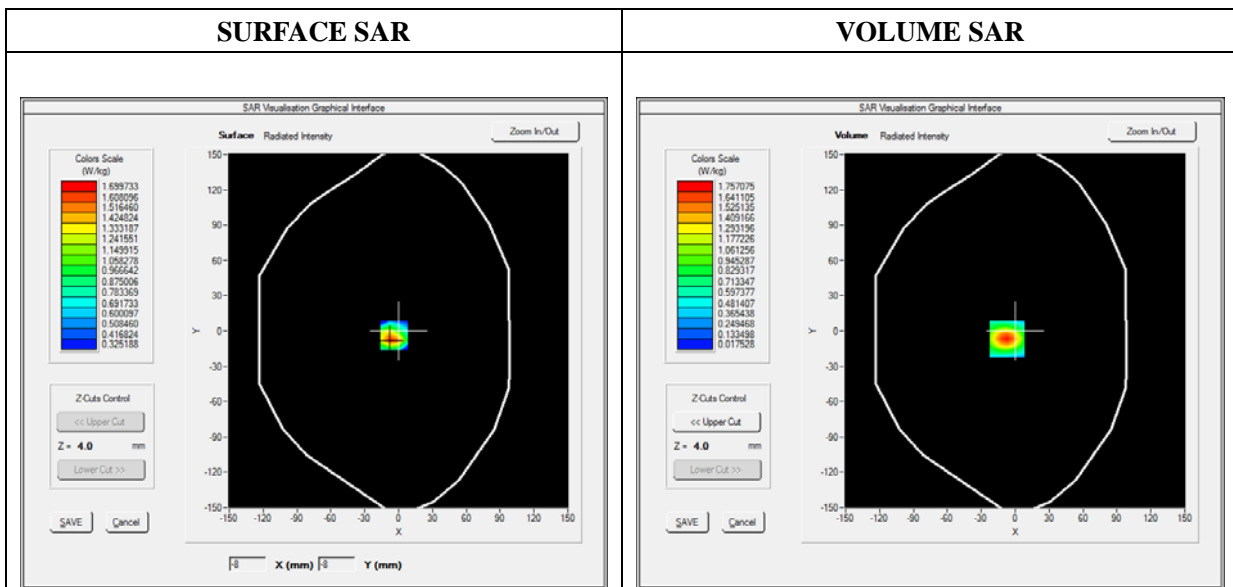 SURFACE SAR
VOLUME SAR
SAR Visualisation Graphical Interface
Surface Radiated Intensity
Zoom In/Out
Colors Scale
(W/kg)
1.699733
1.608096
1.516460
1.424824
1.333187
1.241551
1.149915
1.058278
0.966642
0.875006
0.783369
0.691733
0.600097
0.508460
0.416824
0.325188
Z-Cuts Control
<< Upper Cut
Z = 4.0 mm
Lower Cut >>
SAVE Cancel
150
120
90
60
30
0
-30
-60
-90
-120
-150
Y
-150 -120 -90 -60 -30 0 30 60 90 120 150
X
-8 X (mm) -8 Y (mm)
SAR Visualisation Graphical Interface
Volume Radiated Intensity
Zoom In/Out
Colors Scale
(W/kg)
1.757075
1.641105
1.525135
1.409166
1.293196
1.177226
1.061256
0.945287
0.829317
0.713347
0.597377
0.481407
0.365438
0.249468
0.133498
0.017528
Z-Cuts Control
<< Upper Cut
Z = 4.0 mm
Lower Cut >>
SAVE Cancel
150
120
90
60
30
0
-30
-60
-90
-120
-150
Y
-150 -120 -90 -60 -30 0 30 60 90 120 150
X